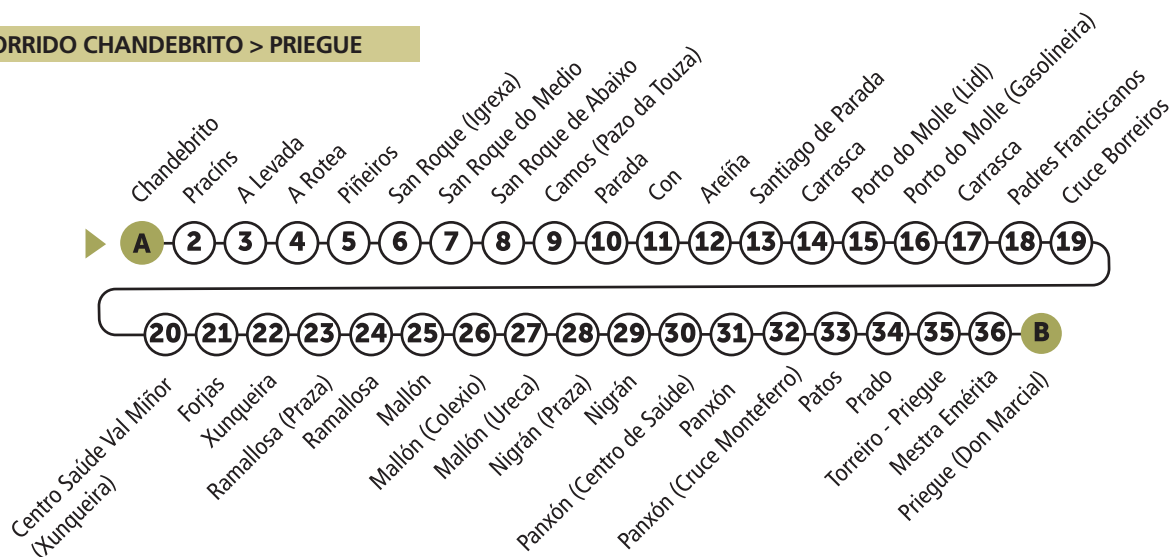 ORRIDO CHANDEBRITO > PRIEGUE
Chandebrito
Pracíns
A Levada
A Rotea
Piñeiros
San Roque (Igrexa)
San Roque do Medio
San Roque de Abaixo
Camos (Pazo da Touza)
Parada
Con
Areíña
Santiago de Parada
Carrasca
Porto do Molle (Lidl)
Porto do Molle (Gasolineira)
Carrasca
Padres Franciscanos
Cruce Borreiros
A 2 3 4 5 6 7 8 9 10 11 12 13 14 15 16 17 18 19
20 21 22 23 24 25 26 27 28 29 30 31 32 33 34 35 36 B
Centro Saúde Val Miñor
(Xunqueira)
Forjas
Xunqueira
Ramallosa (Praza)
Ramallosa
Mallón
Mallón (Colexio)
Mallón (Ureca)
Nigrán (Praza)
Nigrán
Panxón (Centro de Saúde)
Panxón
Panxón (Cruce Monteferro)
Patos
Prado
Torreiro - Priegue
Mestra Emérita
Priegue (Don Marcial)